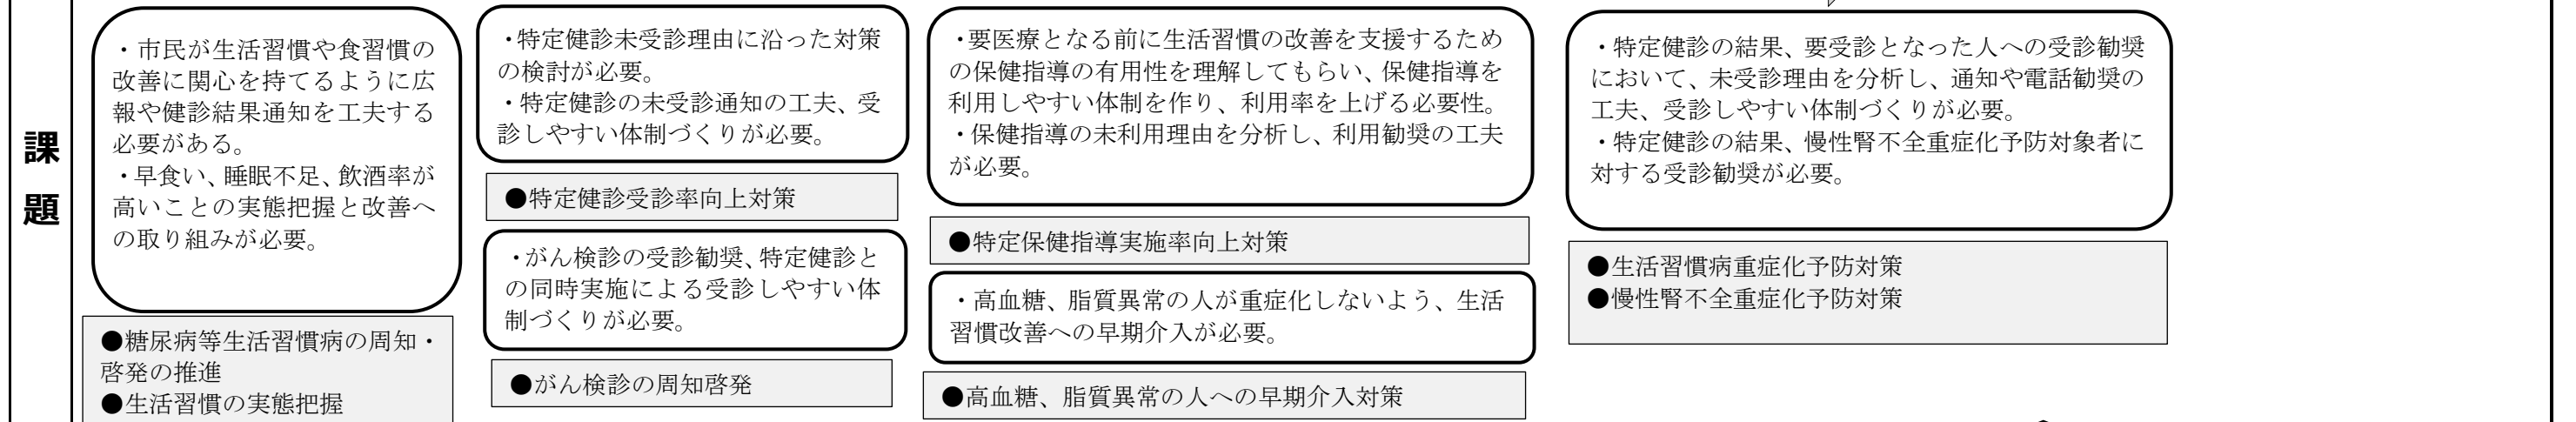 課
題
・市民が生活習慣や食習慣の
改善に関心を持てるように広
報や健診結果通知を工夫する
必要がある。
・早食い、睡眠不足、飲酒率が
高いことの実態把握と改善へ
の取り組みが必要。
●糖尿病等生活習慣病の周知・
啓発の推進
●生活習慣の実態把握
・特定健診未受診理由に沿った対策
の検討が必要。
・特定健診の未受診通知の工夫、受
診しやすい体制づくりが必要。
●特定健診受診率向上対策
・がん検診の受診勧奨、特定健診と
の同時実施による受診しやすい体
制づくりが必要。
●がん検診の周知啓発
・要医療となる前に生活習慣の改善を支援するため
の保健指導の有用性を理解してもらい、保健指導を
利用しやすい体制を作り、利用率を上げる必要性。
・保健指導の未利用理由を分析し、利用勧奨の工夫
が必要。
●特定保健指導実施率向上対策
・高血糖、脂質異常の人が重症化しないよう、生活
習慣改善への早期介入が必要。
●高血糖、脂質異常の人への早期介入対策
・特定健診の結果、要受診となった人への受診勧奨
において、未受診理由を分析し、通知や電話勧奨の
工夫、受診しやすい体制づくりが必要。
・特定健診の結果、慢性腎不全重症化予防対象者に
対する受診勧奨が必要。
●生活習慣病重症化予防対策
●慢性腎不全重症化予防対策